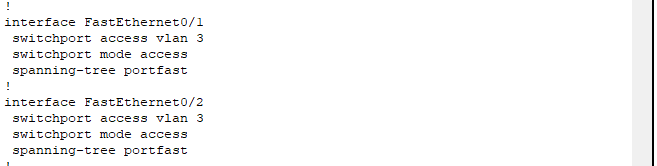 !
interface FastEthernet0/1
 switchport access vlan 3
 switchport mode access
 spanning-tree portfast
!
interface FastEthernet0/2
 switchport access vlan 3
 switchport mode access
 spanning-tree portfast
!